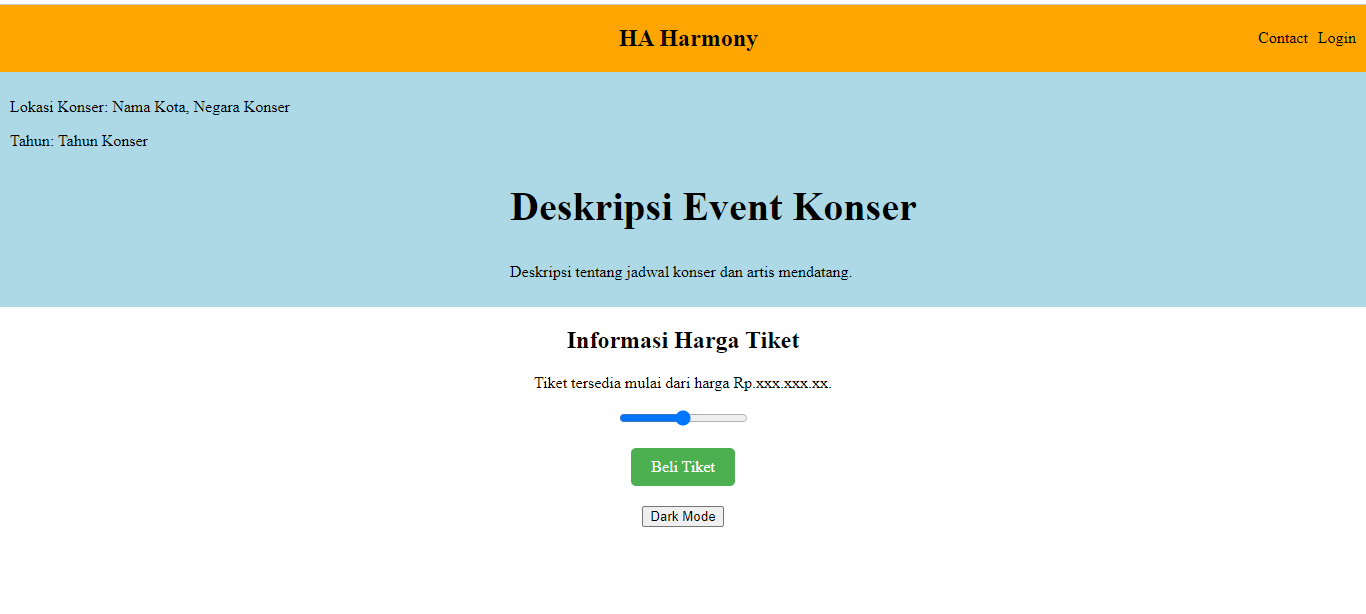 HA Harmony
Contact Login
Lokasi Konser: Nama Kota, Negara Konser
Tahun: Tahun Konser
Deskripsi Event Konser
Deskripsi tentang jadwal konser dan artis mendatang.
Informasi Harga Tiket
Tiket tersedia mulai dari harga Rp.xxx.xxx.xx.
Beli Tiket
Dark Mode